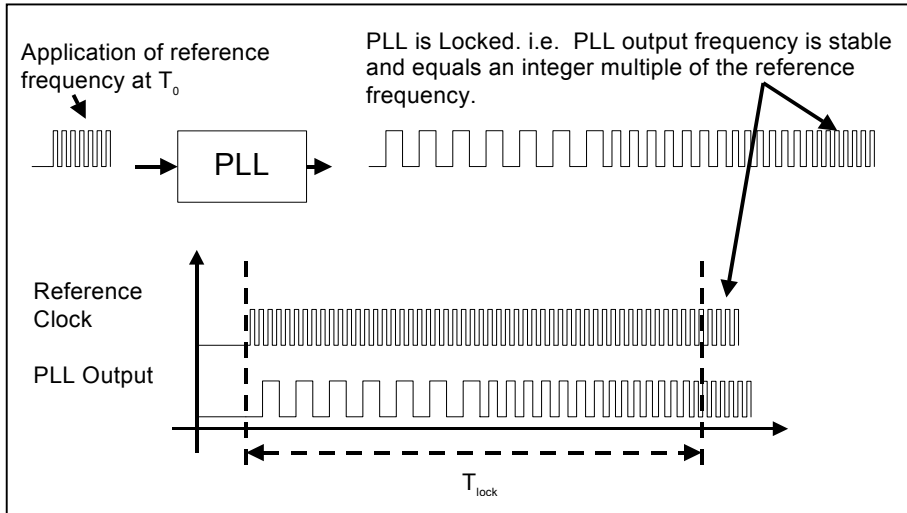 Application of reference
frequency at T₀
PLL is Locked. i.e. PLL output frequency is stable
and equals an integer multiple of the reference
frequency.
PLL
Reference
Clock
PLL Output
T_lock